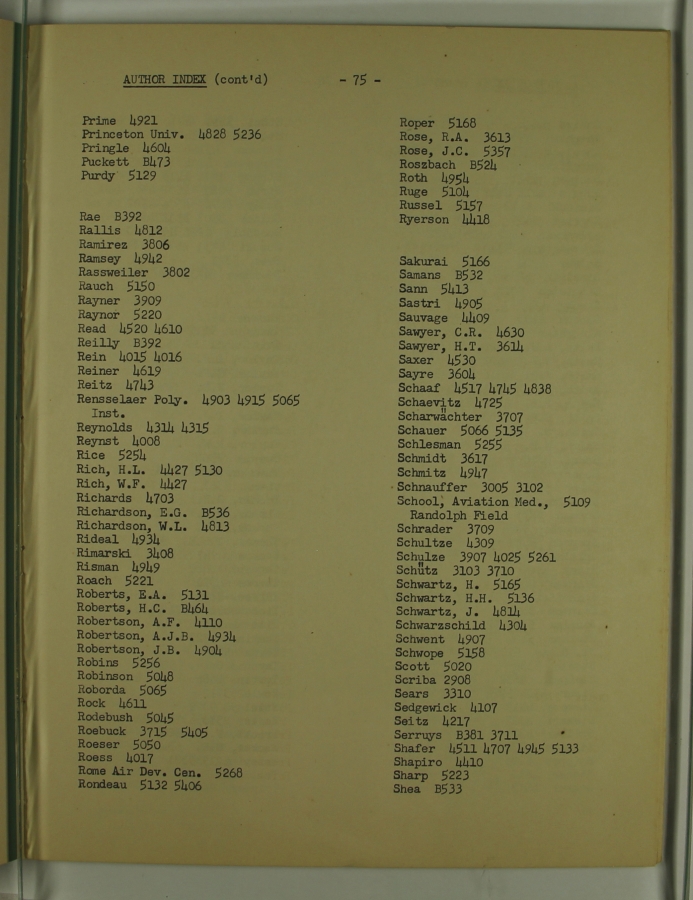 AUTHOR INDEX (cont'd) - 75 -
Prime 4921
Princeton Univ. 4828 5236
Pringle 4604
Puckett B473
Purdy 5129
Rae B392
Rallis 4812
Ramirez 3806
Ramsey 4942
Rassweiler 3802
Rauch 5150
Rayner 3909
Raynor 5220
Read 4520 4610
Reilly B392
Rein 4015 4016
Reiner 4619
Reitz 4743
Rensselaer Poly. 4903 4915 5065
Inst.
Reynolds 4314 4315
Reynst 4008
Rice 5254
Rich, H.L. 4427 5130
Rich, W.F. 4427
Richards 4703
Richardson, E.G. B536
Richardson, W.L. 4813
Rideal 4934
Rimarski 3408
Risman 4949
Roach 5221
Roberts, E.A. 5131
Roberts, H.C. B464
Robertson, A.F. 4110
Robertson, A.J.B. 4934
Robertson, J.B. 4904
Robins 5256
Robinson 5048
Roborda 5065
Rock 4611
Rodebush 5045
Roebuck 3715 5405
Roeser 5050
Roess 4017
Rome Air Dev. Cen. 5268
Rondeau 5132 5406
Roper 5168
Rose, R.A. 3613
Rose, J.C. 5357
Roszbach B524
Roth 4954
Ruge 5104
Russel 5157
Ryerson 4418
Sakurai 5166
Samans B532
Sann 5413
Sastri 4905
Sauvage 4409
Sawyer, C.R. 4630
Sawyer, H.T. 3614
Saxer 4530
Sayre 3604
Schaaf 4517 4745 4838
Schaevitz 4725
Scharwächter 3707
Schauer 5066 5135
Schlesman 5255
Schmidt 3617
Schmitz 4947
Schnauffer 3005 3102
School, Aviation Med., 5109
Randolph Field
Schrader 3709
Schultze 4309
Schulze 3907 4025 5261
Schütz 3103 3710
Schwartz, H. 5165
Schwartz, H.H. 5136
Schwartz, J. 4814
Schwarzschild 4304
Schwent 4907
Schwope 5158
Scott 5020
Scriba 2908
Sears 3310
Sedgewick 4107
Seitz 4217
Serruys B381 3711
Shafer 4511 4707 4945 5133
Shapiro 4410
Sharp 5223
Shea B533